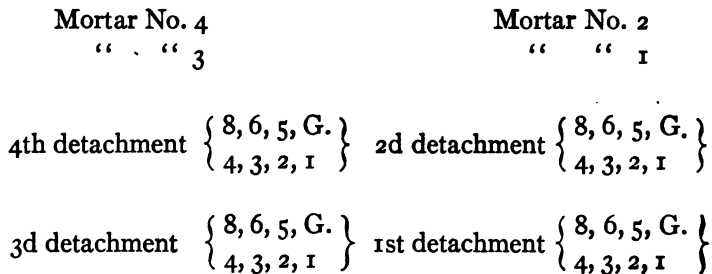 Mortar No. 4 Mortar No. 2
“ “ 3 “ “ 1
4th detachment { 8, 6, 5, G. } 2d detachment { 8, 6, 5, G. }
4, 3, 2, 1 4, 3, 2, 1
3d detachment { 8, 6, 5, G. } 1st detachment { 8, 6, 5, G. }
4, 3, 2, 1 4, 3, 2, 1